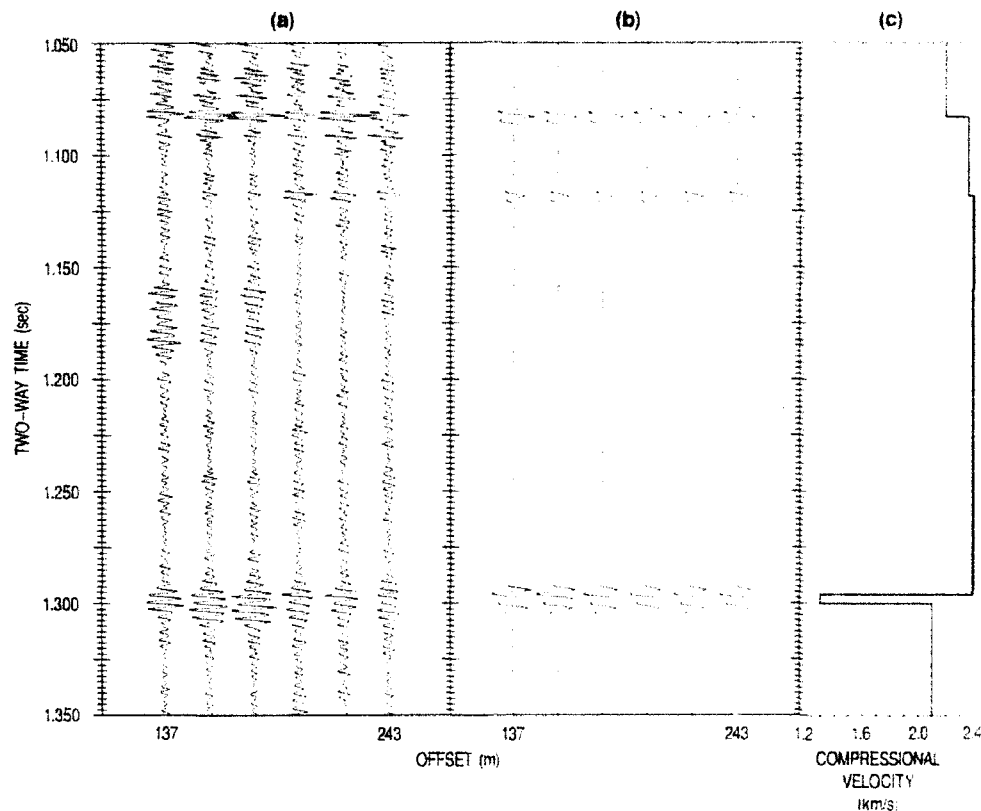 (a) (b) (c)
1.050
1.100
1.150
1.200
1.250
1.300
1.350
TWO-WAY TIME (sec)
137 243 137 243 1.2 1.6 2.0 2.4
OFFSET (m)
COMPRESSIONAL
VELOCITY
(km/s)